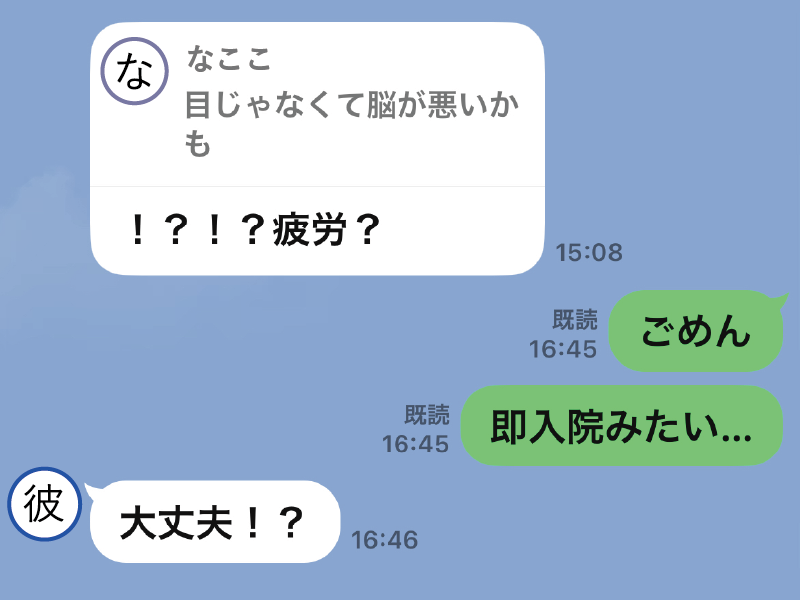 な
なここ
目じゃなくて脳が悪いか
も
！？！？疲労？
15:08
既読
16:45
ごめん
既読
16:45
即入院みたい...
彼
大丈夫！？
16:46